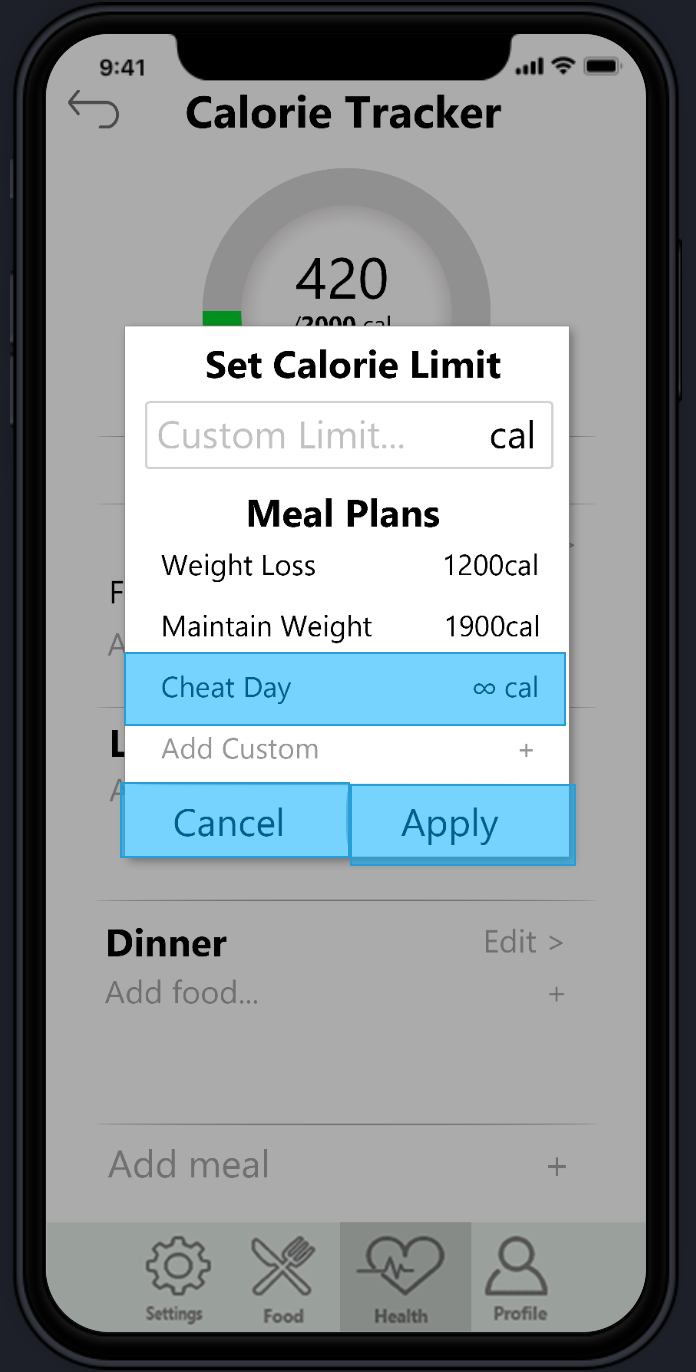 9:41
Calorie Tracker
420
/2000 cal
Set Calorie Limit
Custom Limit... cal
Meal Plans
Weight Loss 1200cal
Maintain Weight 1900cal
Cheat Day ∞ cal
Add Custom +
Cancel Apply
Dinner Edit >
Add food... +
Add meal +
Settings Food Health Profile